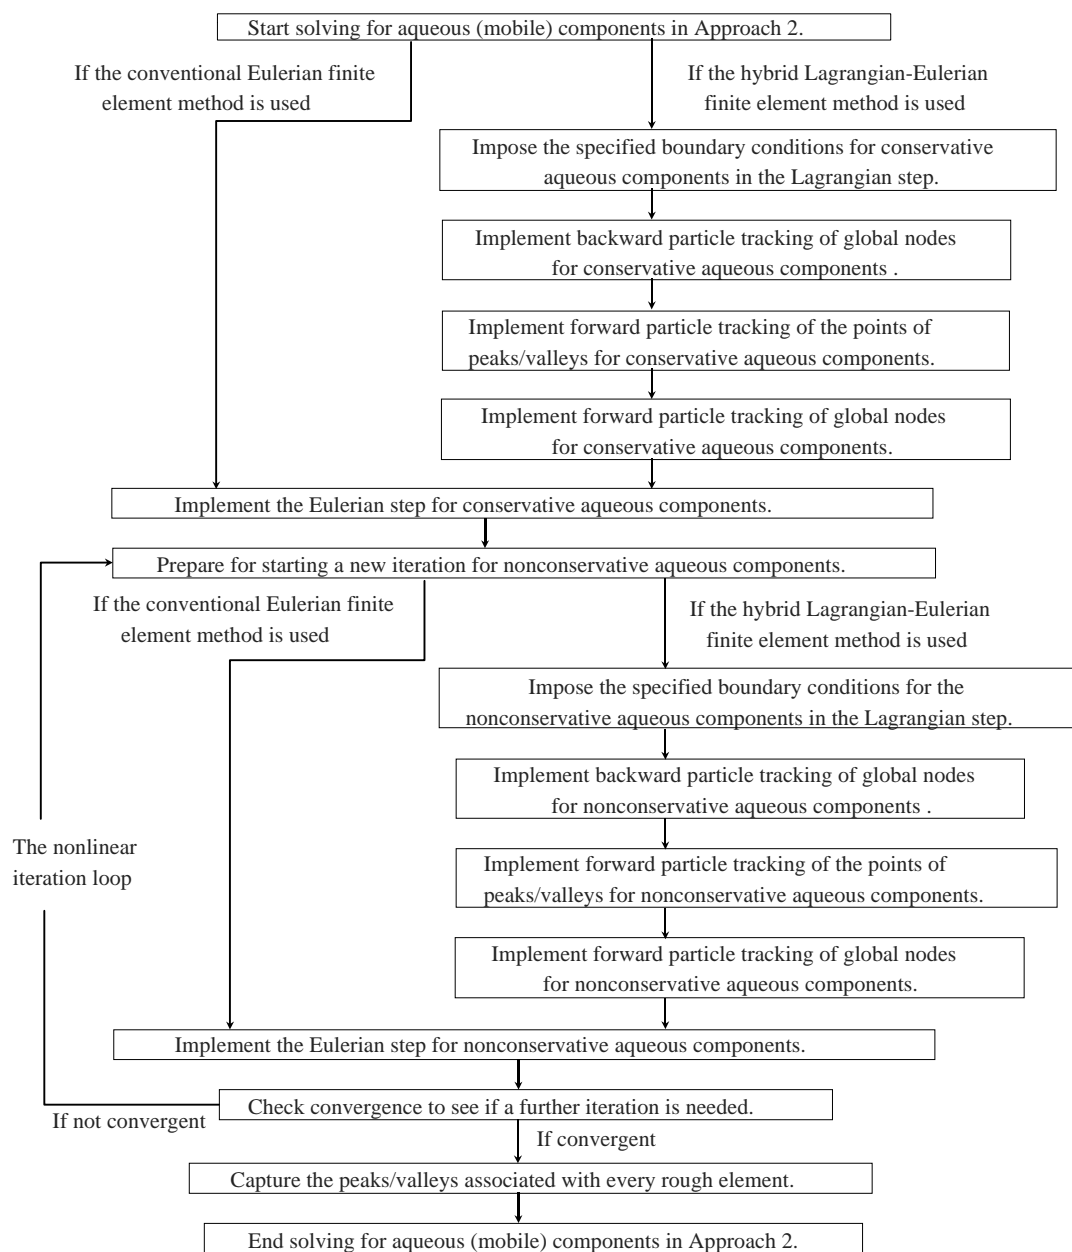 Start solving for aqueous (mobile) components in Approach 2.
If the conventional Eulerian finite
element method is used
If the hybrid Lagrangian-Eulerian
finite element method is used
Impose the specified boundary conditions for conservative
aqueous components in the Lagrangian step.
Implement backward particle tracking of global nodes
for conservative aqueous components .
Implement forward particle tracking of the points of
peaks/valleys for conservative aqueous components.
Implement forward particle tracking of global nodes
for conservative aqueous components.
Implement the Eulerian step for conservative aqueous components.
Prepare for starting a new iteration for nonconservative aqueous components.
If the conventional Eulerian finite
element method is used
If the hybrid Lagrangian-Eulerian
finite element method is used
Impose the specified boundary conditions for the
nonconservative aqueous components in the Lagrangian step.
Implement backward particle tracking of global nodes
for nonconservative aqueous components .
The nonlinear
iteration loop
Implement forward particle tracking of the points of
peaks/valleys for nonconservative aqueous components.
Implement forward particle tracking of global nodes
for nonconservative aqueous components.
Implement the Eulerian step for nonconservative aqueous components.
Check convergence to see if a further iteration is needed.
If not convergent
If convergent
Capture the peaks/valleys associated with every rough element.
End solving for aqueous (mobile) components in Approach 2.